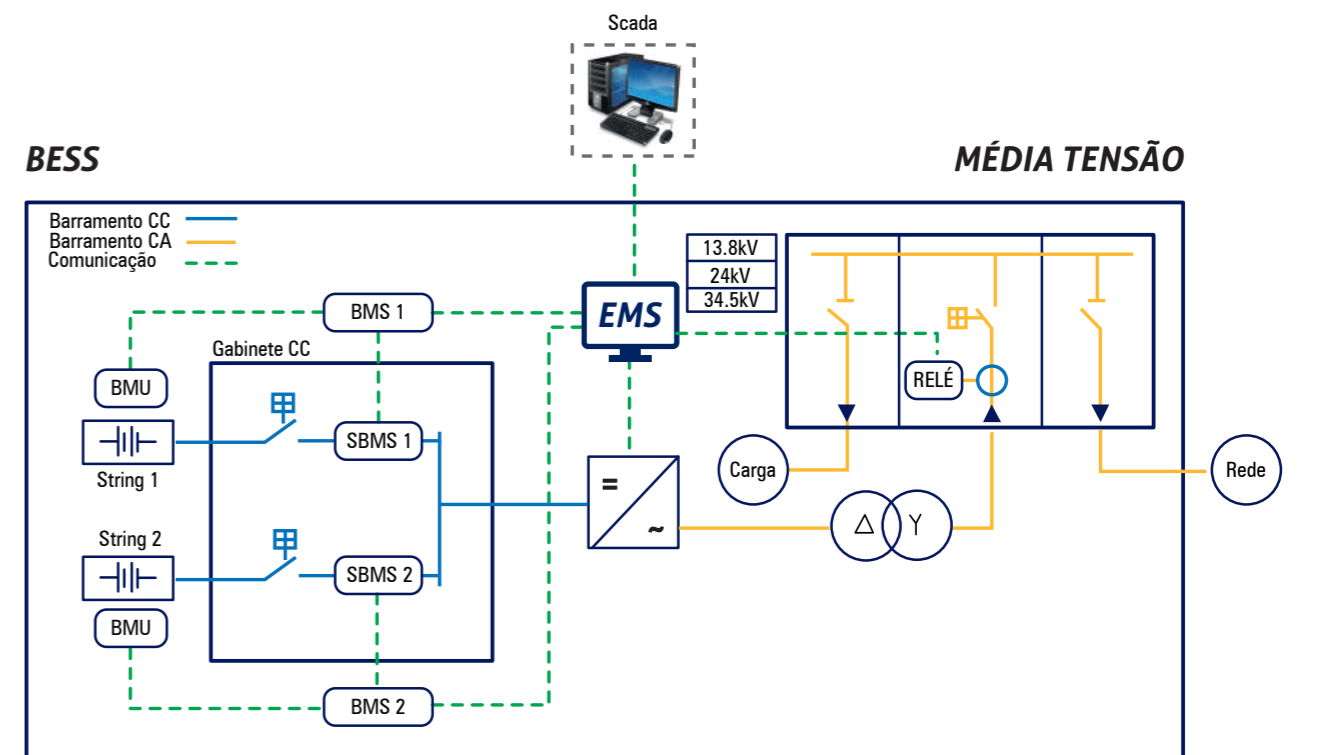 Scada
BESS
MÉDIA TENSÃO
Barramento CC
Barramento CA
Comunicação
13.8kV
24kV
34.5kV
BMS 1
EMS
Gabinete CC
BMU
RELÉ
SBMS 1
String 1
=
Carga
Rede
~
Δ
Y
String 2
SBMS 2
BMU
BMS 2